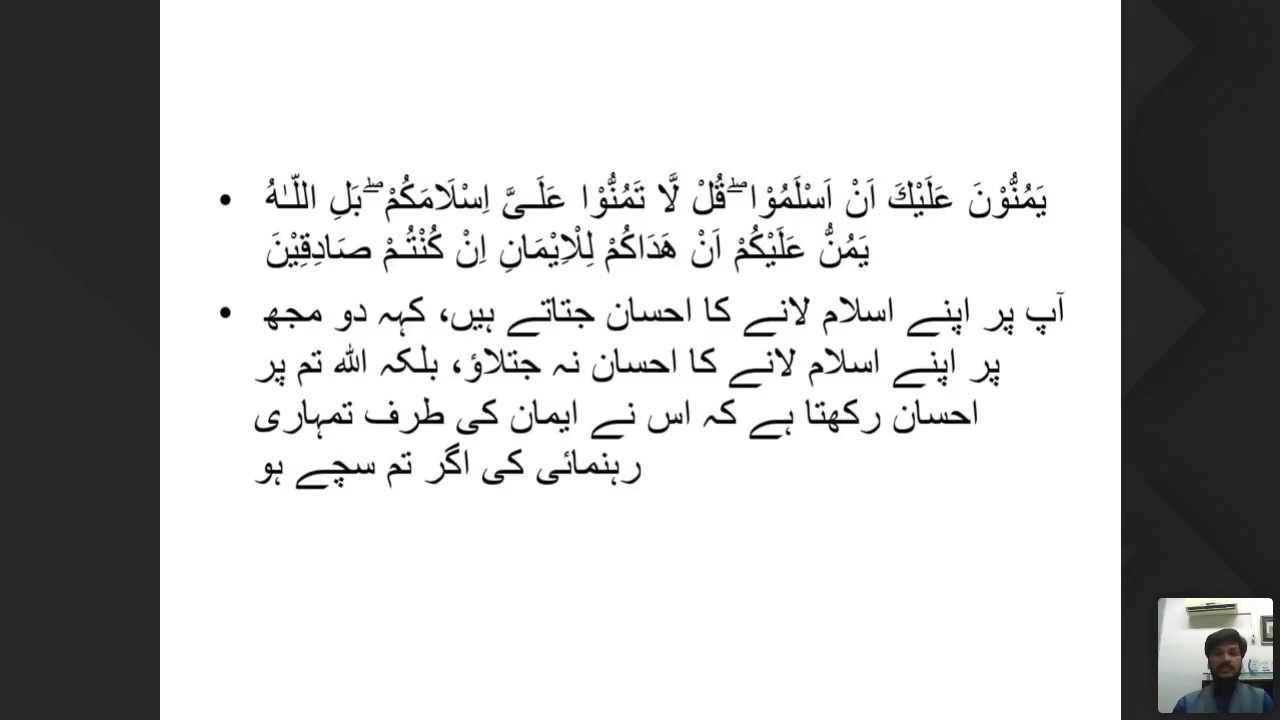 يَمُنُّوْنَ عَلَيْكَ اَنْ اَسْلَمُوْا ۖ قُلْ لَّا تَمُنُّوْا عَلَـىَّ اِسْلَامَكُمْ ۖ بَلِ اللّـٰهُ
يَمُنُّ عَلَيْكُمْ اَنْ هَدَاكُمْ لِلْاِيْمَانِ اِنْ كُنْتُـمْ صَادِقِيْنَ
آپ پر اپنے اسلام لانے کا احسان جتاتے ہیں، کہہ دو مجھ
پر اپنے اسلام لانے کا احسان نہ جتلاؤ، بلکہ اللہ تم پر
احسان رکھتا ہے کہ اس نے ایمان کی طرف تمہاری
رہنمائی کی اگر تم سچے ہو